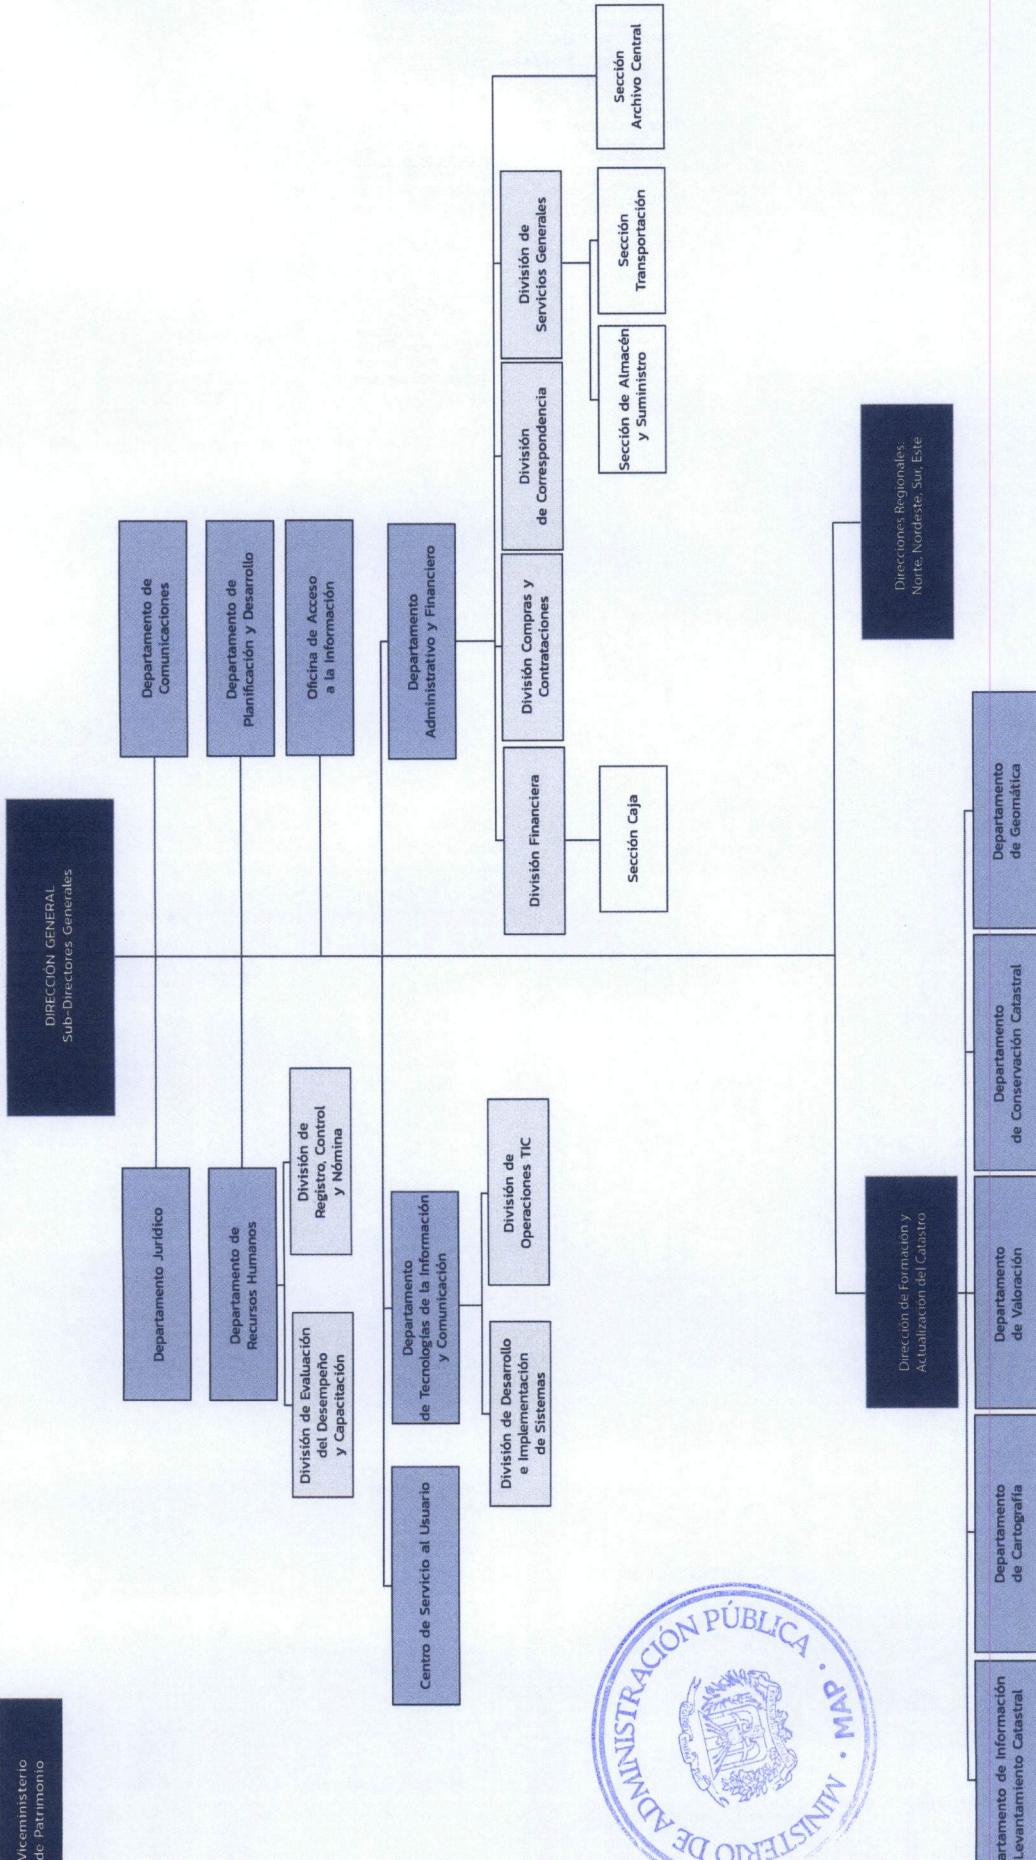 Viceministerio
de Patrimonio
DIRECCIÓN GENERAL
Sub-Directores Generales
Departamento Jurídico
Departamento de
Comunicaciones
Departamento de
Recursos Humanos
Departamento de
Planificación y Desarrollo
División de Evaluación
del Desempeño
y Capacitación
División de
Registro, Control
y Nómina
Oficina de Acceso
a la Información
Centro de Servicio al Usuario
Departamento
de Tecnologías de la Información
y Comunicación
Departamento
Administrativo y Financiero
División de Desarrollo
e Implementación
de Sistemas
División de
Operaciones TIC
División Financiera
División Compras y
Contrataciones
División
de Correspondencia
División de
Servicios Generales
Sección Caja
Sección de Almacén
y Suministro
Sección
Transportación
Sección
Archivo Central
MINISTERIO DE ADMINISTRACIÓN PÚBLICA • MAP •
Dirección de Formación y
Actualización del Catastro
Direcciones Regionales:
Norte, Nordeste, Sur, Este
artamento de Información
Levantamiento Catastral
Departamento
de Cartografía
Departamento
de Valoración
Departamento
de Conservación Catastral
Departamento
de Geomática